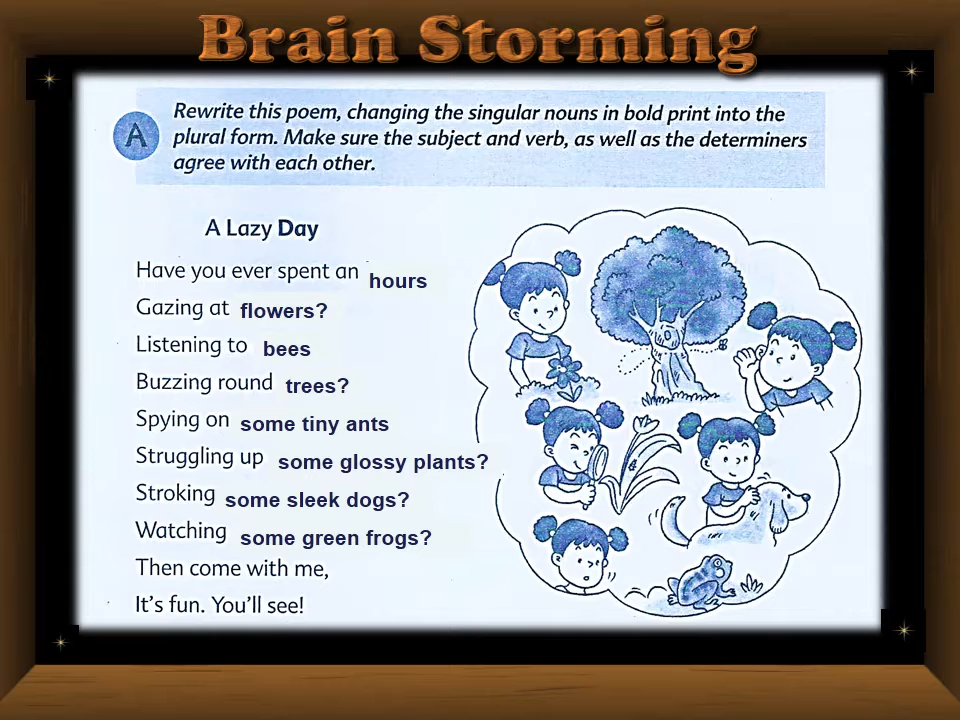 Brain Storming
A
Rewrite this poem, changing the singular nouns in bold print into the
plural form. Make sure the subject and verb, as well as the determiners
agree with each other.
A Lazy Day
Have you ever spent an hours
Gazing at flowers?
Listening to bees
Buzzing round trees?
Spying on some tiny ants
Struggling up some glossy plants?
Stroking some sleek dogs?
Watching some green frogs?
Then come with me,
It's fun. You'll see!